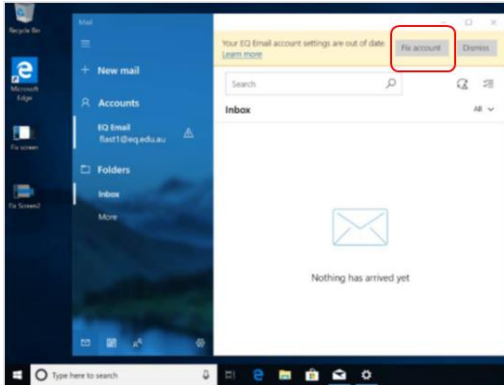 Recycle Bin
Microsoft
Edge
Fix screen
Fix Screen2
Mail
New mail
Accounts
EQ Email
flast1@eq.edu.au
Folders
Inbox
More
Your EQ Email account settings are out of date.
Learn more
Fix account
Dismiss
Search
Inbox
All
Nothing has arrived yet
Type here to search